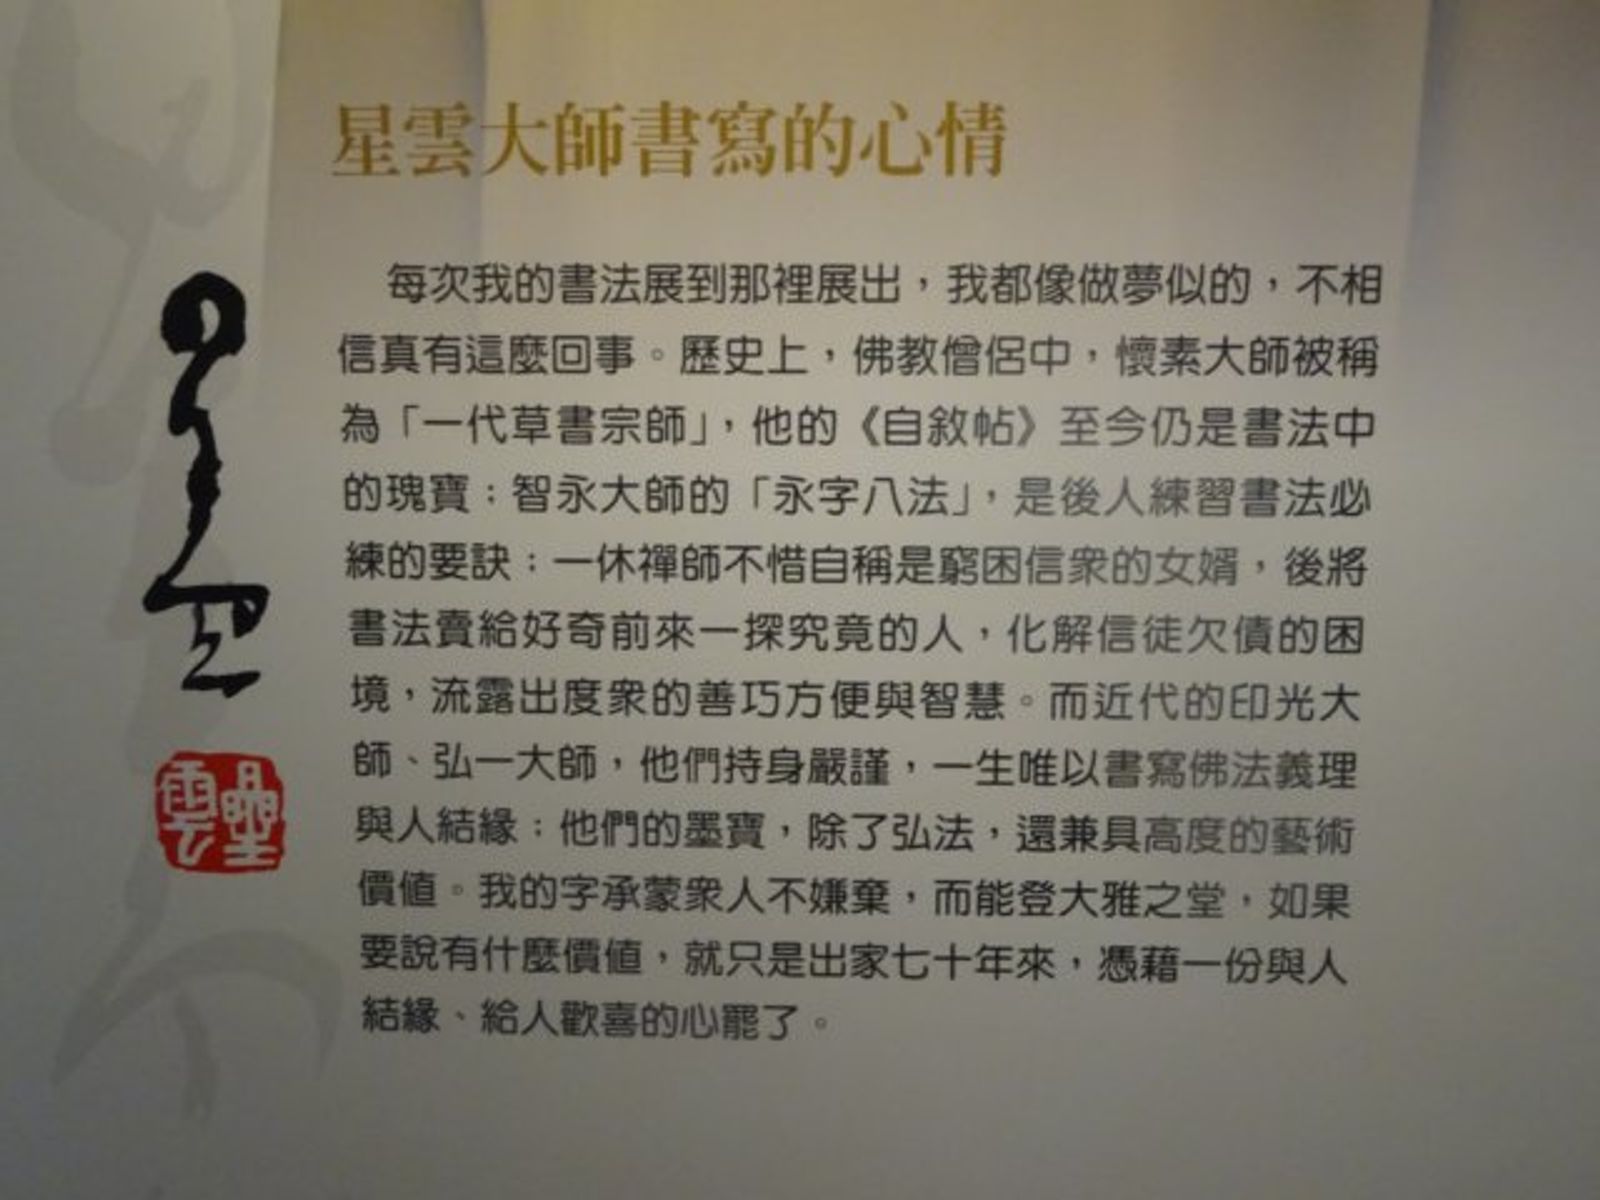 星雲大師書寫的心情
每次我的書法展到那裡展出，我都像做夢似的，不相
信真有這麼回事。歷史上，佛教僧侶中，懷素大師被稱
為「一代草書宗師」，他的《自敘帖》至今仍是書法中
的瑰寶；智永大師的「永字八法」，是後人練習書法必
練的要訣；一休禪師不惜自稱是窮困信衆的女婿，後將
書法賣給好奇前來一探究竟的人，化解信徒欠債的困
境，流露出度衆的善巧方便與智慧。而近代的印光大
師、弘一大師，他們持身嚴謹，一生唯以書寫佛法義理
與人結緣；他們的墨寶，除了弘法，還兼具高度的藝術
價值。我的字承蒙衆人不嫌棄，而能登大雅之堂，如果
要說有什麼價值，就只是出家七十年來，憑藉一份與人
結緣、給人歡喜的心罷了。
星雲
星雲